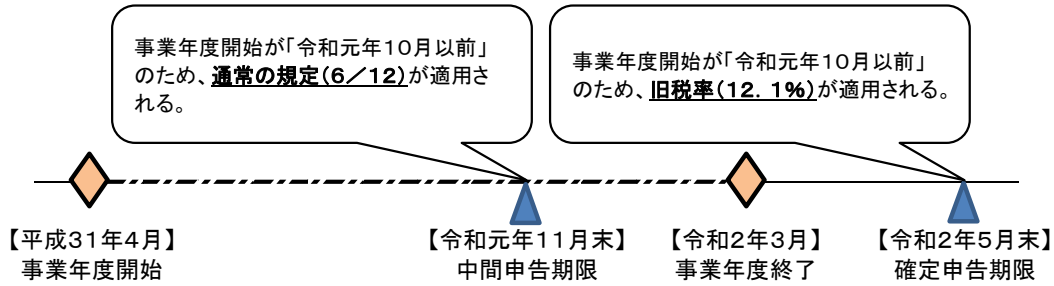 事業年度開始が「令和元年10月以前」
のため、通常の規定(6/12)が適用さ
れる。
事業年度開始が「令和元年10月以前」
のため、旧税率(12.1%)が適用される。
【平成31年4月】
事業年度開始
【令和元年11月末】
中間申告期限
【令和2年3月】
事業年度終了
【令和2年5月末】
確定申告期限